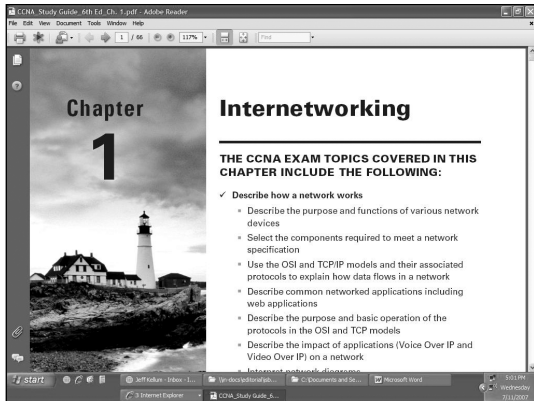 CCNA_Study Guide_6th Ed_Ch. 1.pdf - Adobe Reader
File Edit View Document Tools Window Help
1 / 66 117% Find
Chapter
1
Internetworking
THE CCNA EXAM TOPICS COVERED IN THIS
CHAPTER INCLUDE THE FOLLOWING:
✓ Describe how a network works
▪ Describe the purpose and functions of various network
devices
▪ Select the components required to meet a network
specification
▪ Use the OSI and TCP/IP models and their associated
protocols to explain how data flows in a network
▪ Describe common networked applications including
web applications
▪ Describe the purpose and basic operation of the
protocols in the OSI and TCP models
▪ Describe the impact of applications (Voice Over IP and
Video Over IP) on a network
▪ Interpret network diagrams
start Jeff Kellum - Inbox - I... C:\Documents and Se... Microsoft Word 5:01 PM
3 Internet Explorer CCNA_Study Guide_6... Wednesday
7/11/2007